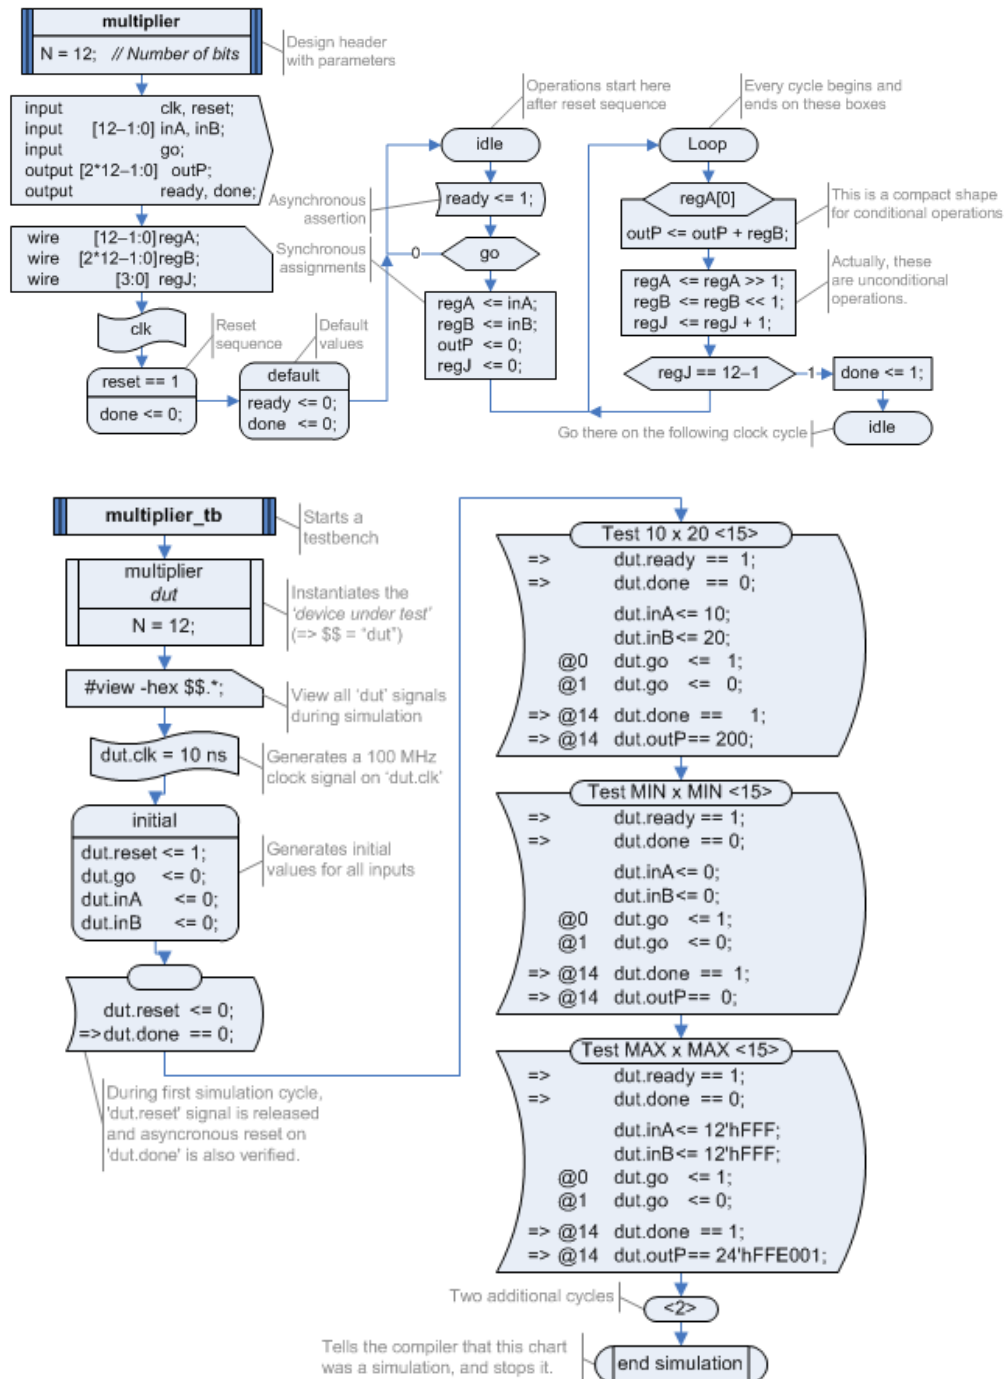 multiplier
N = 12; // Number of bits
Design header
with parameters
input clk, reset;
input [12–1:0] inA, inB;
input go;
output [2*12–1:0] outP;
output ready, done;
wire [12–1:0] regA;
wire [2*12–1:0] regB;
wire [3:0] regJ;
clk
reset == 1
done <= 0;
Reset
sequence
default
ready <= 0;
done <= 0;
Default
values
Operations start here
after reset sequence
idle
ready <= 1;
Asynchronous
assertion
go
0
Synchronous
assignments
regA <= inA;
regB <= inB;
outP <= 0;
regJ <= 0;
Every cycle begins and
ends on these boxes
Loop
regA[0]
outP <= outP + regB;
This is a compact shape
for conditional operations
regA <= regA >> 1;
regB <= regB << 1;
regJ <= regJ + 1;
Actually, these
are unconditional
operations.
regJ == 12–1
1
done <= 1;
Go there on the following clock cycle
idle
multiplier_tb
Starts a
testbench
multiplier
dut
N = 12;
Instantiates the
'device under test'
(=> $$ = "dut")
#view -hex $$.*;
View all 'dut' signals
during simulation
dut.clk = 10 ns
Generates a 100 MHz
clock signal on 'dut.clk'
initial
dut.reset <= 1;
dut.go <= 0;
dut.inA <= 0;
dut.inB <= 0;
Generates initial
values for all inputs
dut.reset <= 0;
=>dut.done == 0;
During first simulation cycle,
'dut.reset' signal is released
and asyncronous reset on
'dut.done' is also verified.
Test 10 x 20 <15>
=> dut.ready == 1;
=> dut.done == 0;
dut.inA<= 10;
dut.inB<= 20;
@0 dut.go <= 1;
@1 dut.go <= 0;
=> @14 dut.done == 1;
=> @14 dut.outP== 200;
Test MIN x MIN <15>
=> dut.ready == 1;
=> dut.done == 0;
dut.inA<= 0;
dut.inB<= 0;
@0 dut.go <= 1;
@1 dut.go <= 0;
=> @14 dut.done == 1;
=> @14 dut.outP== 0;
Test MAX x MAX <15>
=> dut.ready == 1;
=> dut.done == 0;
dut.inA<= 12'hFFF;
dut.inB<= 12'hFFF;
@0 dut.go <= 1;
@1 dut.go <= 0;
=> @14 dut.done == 1;
=> @14 dut.outP== 24'hFFE001;
Two additional cycles
<2>
Tells the compiler that this chart
was a simulation, and stops it.
end simulation